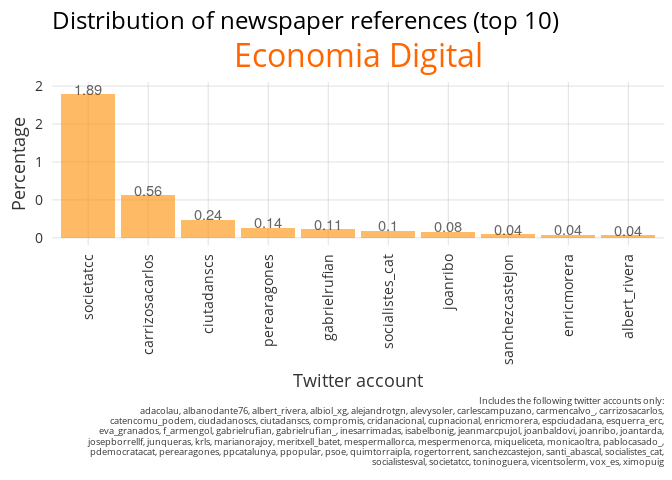 Distribution of newspaper references (top 10)
Economia Digital
Percentage
2
2
1
0
0
1.89
0.56
0.24
0.14
0.11
0.1
0.08
0.04
0.04
0.04
societatcc
carrizosacarlos
ciutadanscs
perearagones
gabrielrufian
socialistes_cat
joanribo
sanchezcastejon
enricmorera
albert_rivera
Twitter account
Includes the following twitter accounts only:
adacolau, albanodante76, albert_rivera, albiol_xg, alejandrotgn, alevysoler, carlescampuzano, carmencalvo_, carrizosacarlos,
catencomu_podem, ciudadanoscs, ciutadanscs, compromis, cridanacional, cupnacional, enricmorera, espciudadana, esquerra_erc,
eva_granados, f_armengol, gabrielrufian, gabrielrufian_, inesarrimadas, isabelbonig, jeanmarcpujol, joanbaldovi, joanribo, joantarda,
josepborrellf, junqueras, krls, marianorajoy, meritxell_batet, mespermallorca, mespermenorca, miqueliceta, monicaoltra, pablocasado_,
pdemocratacat, perearagones, ppcatalunya, ppopular, psoe, quimtorraipla, rogertorrent, sanchezcastejon, santi_abascal, socialistes_cat,
socialistesval, societatcc, toninoguera, vicentsolerm, vox_es, ximopuig